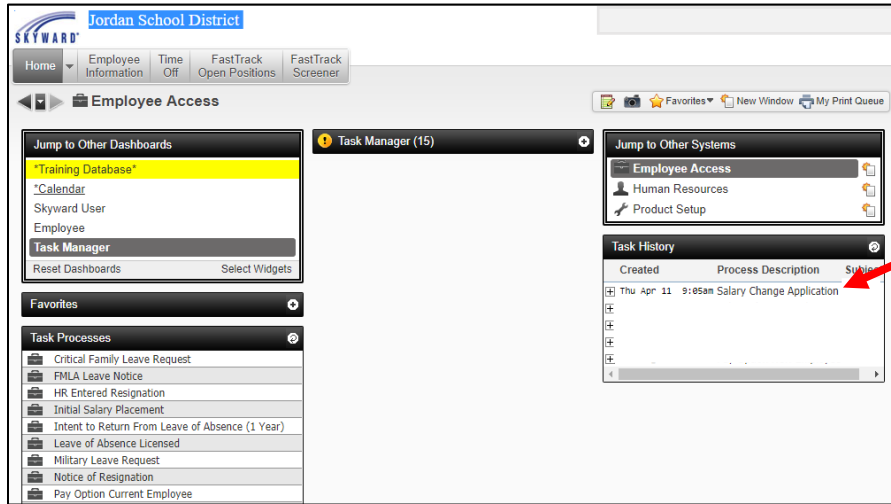 Jordan School District
SKYWARD
Home
Employee Information
Time Off
FastTrack Open Positions
FastTrack Screener
Employee Access
Favorites
New Window
My Print Queue
Jump to Other Dashboards
*Training Database*
*Calendar
Skyward User
Employee
Task Manager
Reset Dashboards Select Widgets
Favorites
Task Processes
Critical Family Leave Request
FMLA Leave Notice
HR Entered Resignation
Initial Salary Placement
Intent to Return From Leave of Absence (1 Year)
Leave of Absence Licensed
Military Leave Request
Notice of Resignation
Pay Option Current Employee
Task Manager (15)
Jump to Other Systems
Employee Access
Human Resources
Product Setup
Task History
Created Process Description
Thu Apr 11 9:05am Salary Change Application